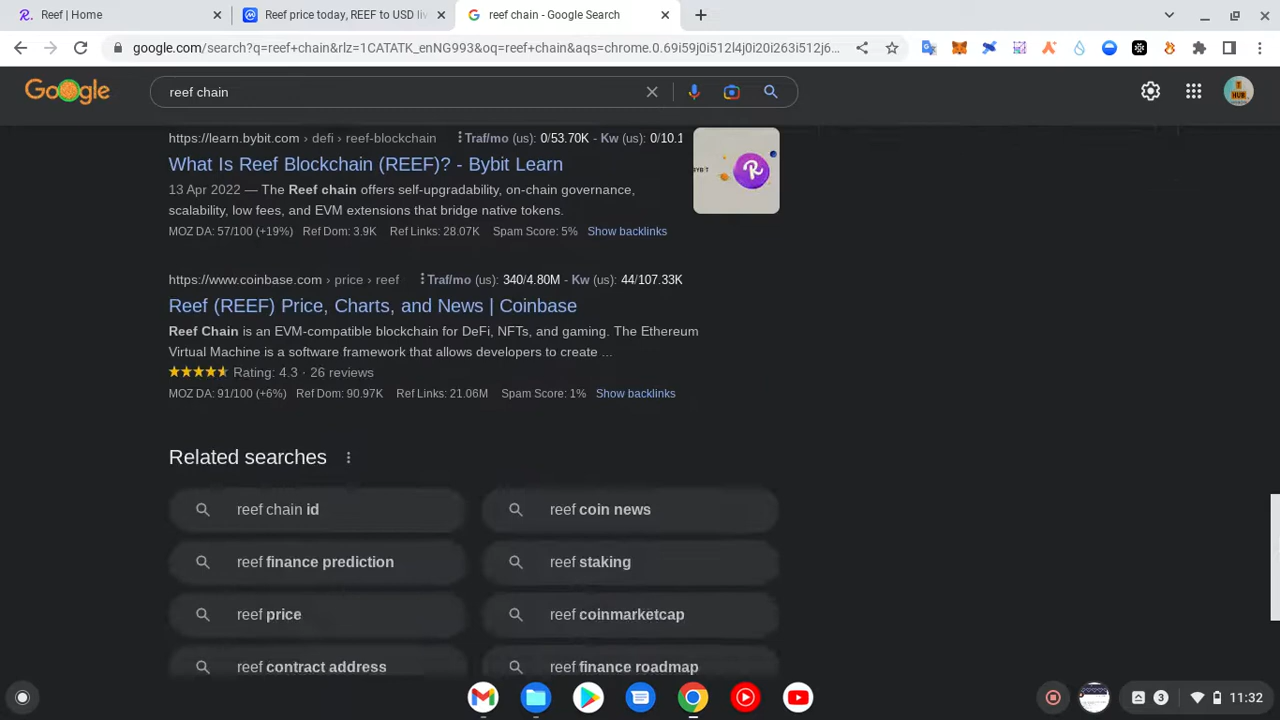 Reef | Home
Reef price today, REEF to USD li
reef chain - Google Search
google.com/search?q=reef+chain&rlz=1CATATK_enNG993&oq=reef+chain&aqs=chrome.0.69i59j0i512l4j0i20i263i512j6...
Google
reef chain
https://learn.bybit.com › defi › reef-blockchain
Traf/mo (us): 0/53.70K - Kw (us): 0/10.1
What Is Reef Blockchain (REEF)? - Bybit Learn
13 Apr 2022 — The Reef chain offers self-upgradability, on-chain governance,
scalability, low fees, and EVM extensions that bridge native tokens.
MOZ DA: 57/100 (+19%) Ref Dom: 3.9K Ref Links: 28.07K Spam Score: 5% Show backlinks
https://www.coinbase.com › price › reef
Traf/mo (us): 340/4.80M - Kw (us): 44/107.33K
Reef (REEF) Price, Charts, and News | Coinbase
Reef Chain is an EVM-compatible blockchain for DeFi, NFTs, and gaming. The Ethereum
Virtual Machine is a software framework that allows developers to create ...
Rating: 4.3 · 26 reviews
MOZ DA: 91/100 (+6%) Ref Dom: 90.97K Ref Links: 21.06M Spam Score: 1% Show backlinks
Related searches
reef chain id
reef coin news
reef finance prediction
reef staking
reef price
reef coinmarketcap
reef contract address
reef finance roadmap
3
11:32